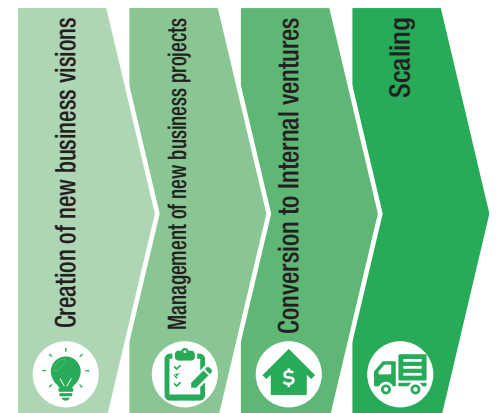 Creation of new business visions
Management of new business projects
Conversion to Internal ventures
Scaling
$